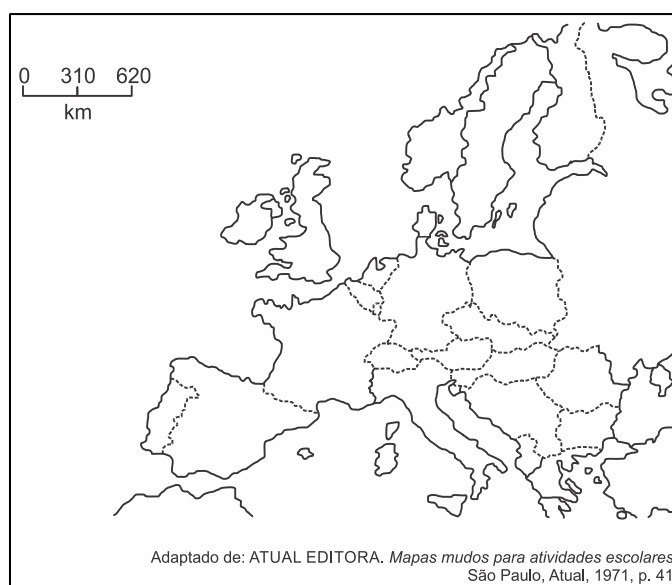 0 310 620
km
Adaptado de: ATUAL EDITORA. Mapas mudos para atividades escolares
São Paulo, Atual, 1971, p. 41